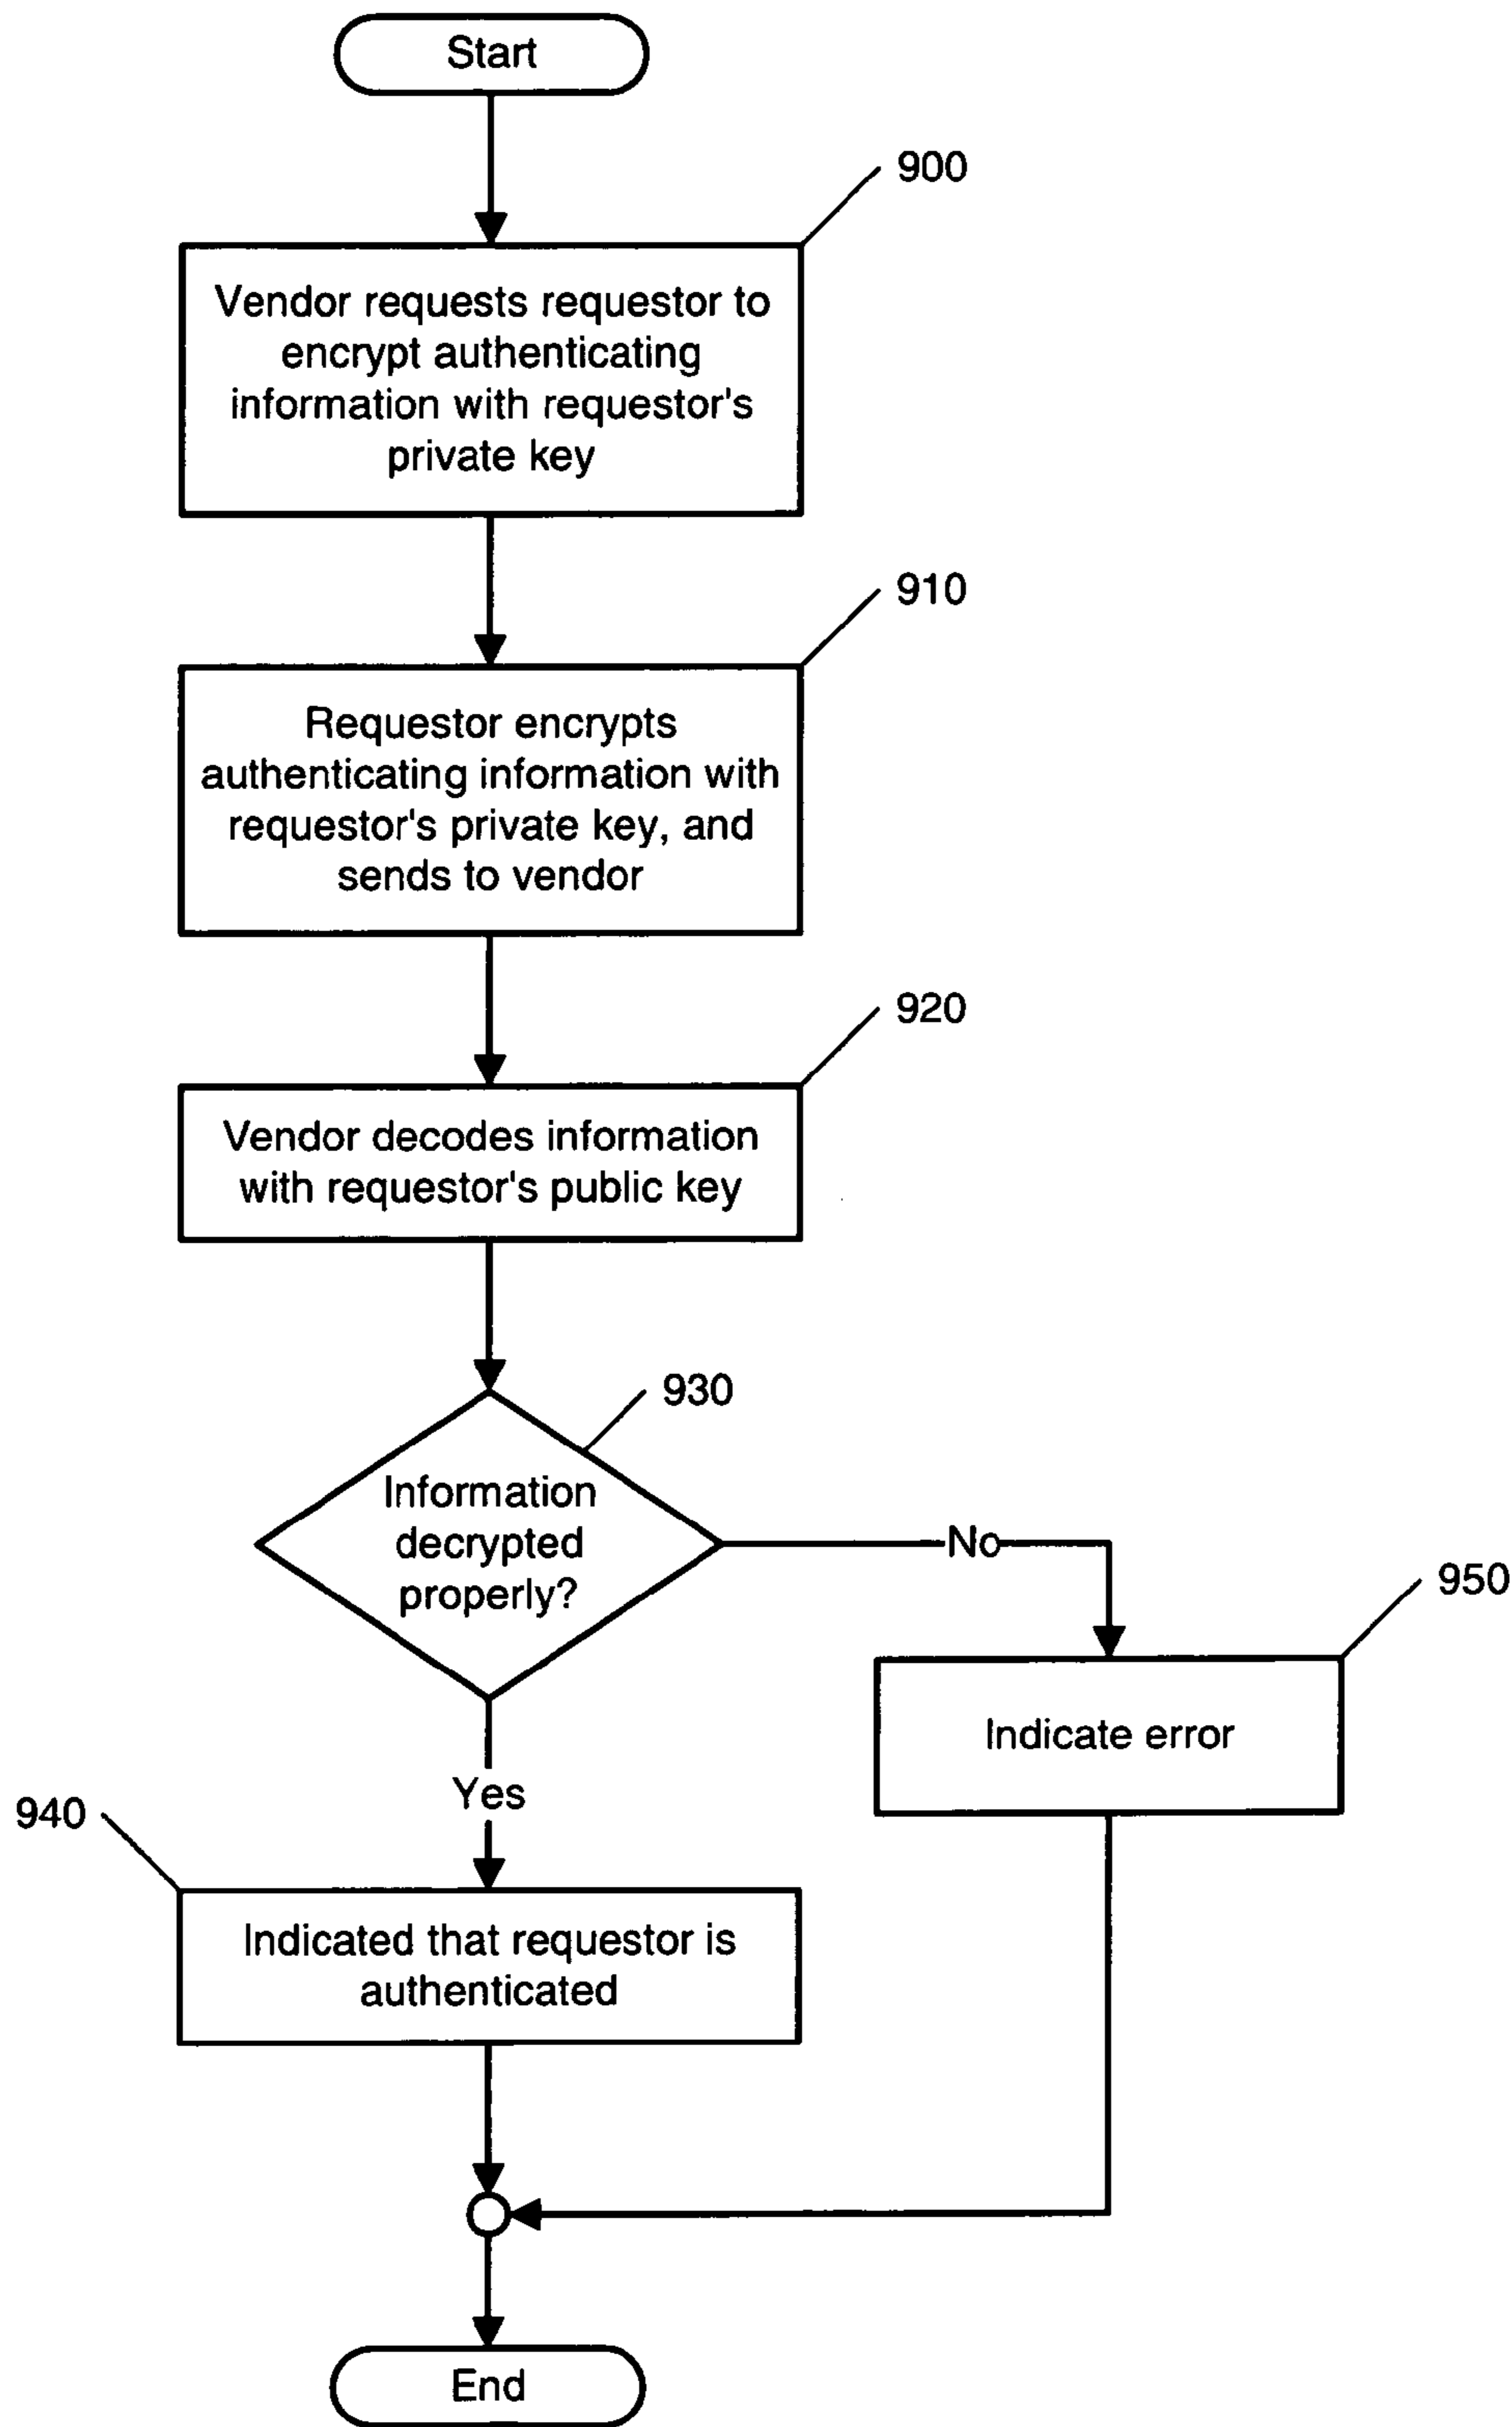 Start
900
Vendor requests requestor to
encrypt authenticating
information with requestor's
private key
910
Requestor encrypts
authenticating information with
requestor's private key, and
sends to vendor
920
Vendor decodes information
with requestor's public key
930
Information
decrypted
properly?
No
950
Indicate error
Yes
940
Indicated that requestor is
authenticated
End